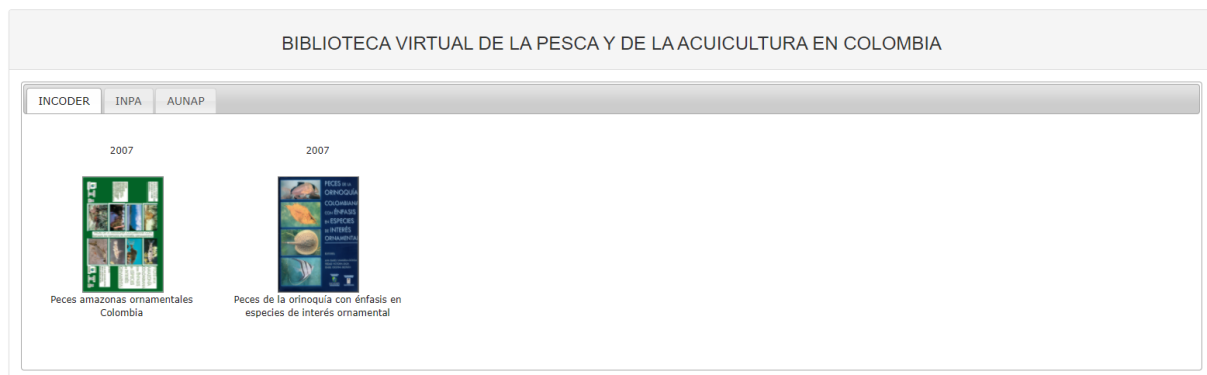 BIBLIOTECA VIRTUAL DE LA PESCA Y DE LA ACUICULTURA EN COLOMBIA
INCODER INPA AUNAP
2007 2007
PECES DE LA
ORINOQUÍA
COLOMBIANA
CON ÉNFASIS
EN ESPECIES
DE INTERÉS
ORNAMENTAL
Peces amazonas ornamentales
Colombia
Peces de la orinoquía con énfasis en
especies de interés ornamental